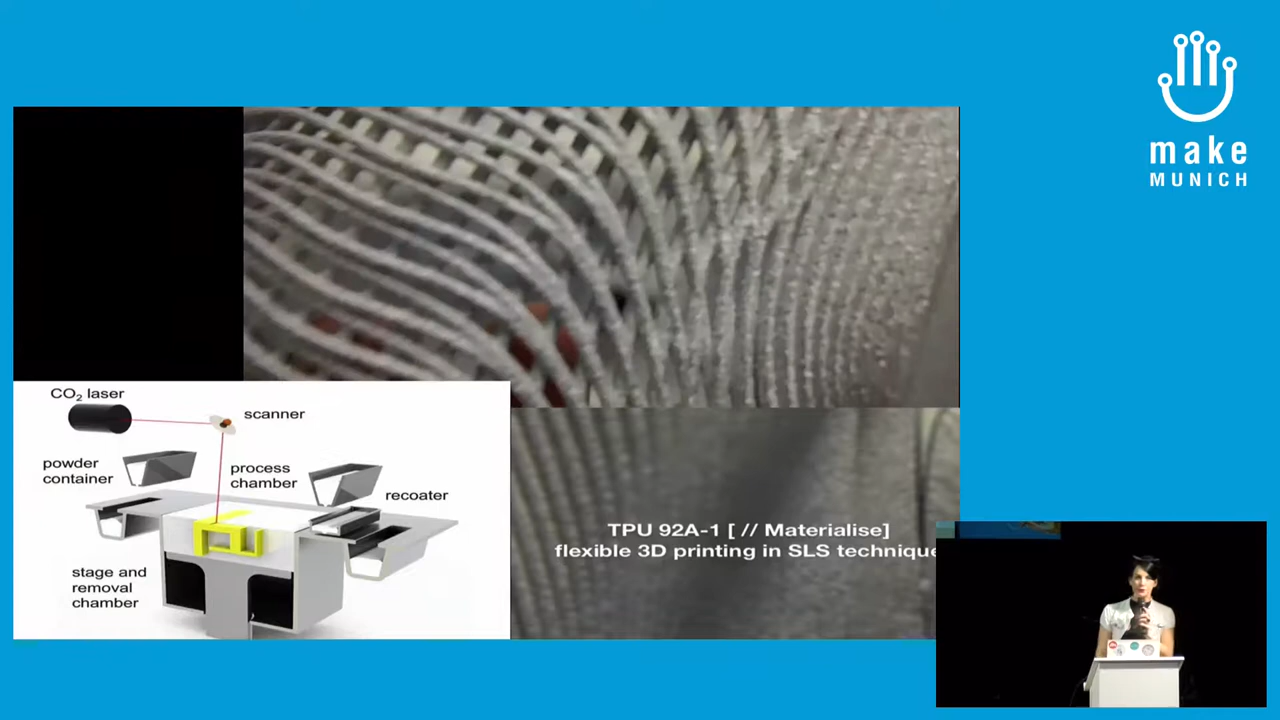 make
MUNICH
CO2 laser
scanner
powder
container
process
chamber
recoater
stage and
removal
chamber
TPU 92A-1 [ // Materialise]
flexible 3D printing in SLS technique